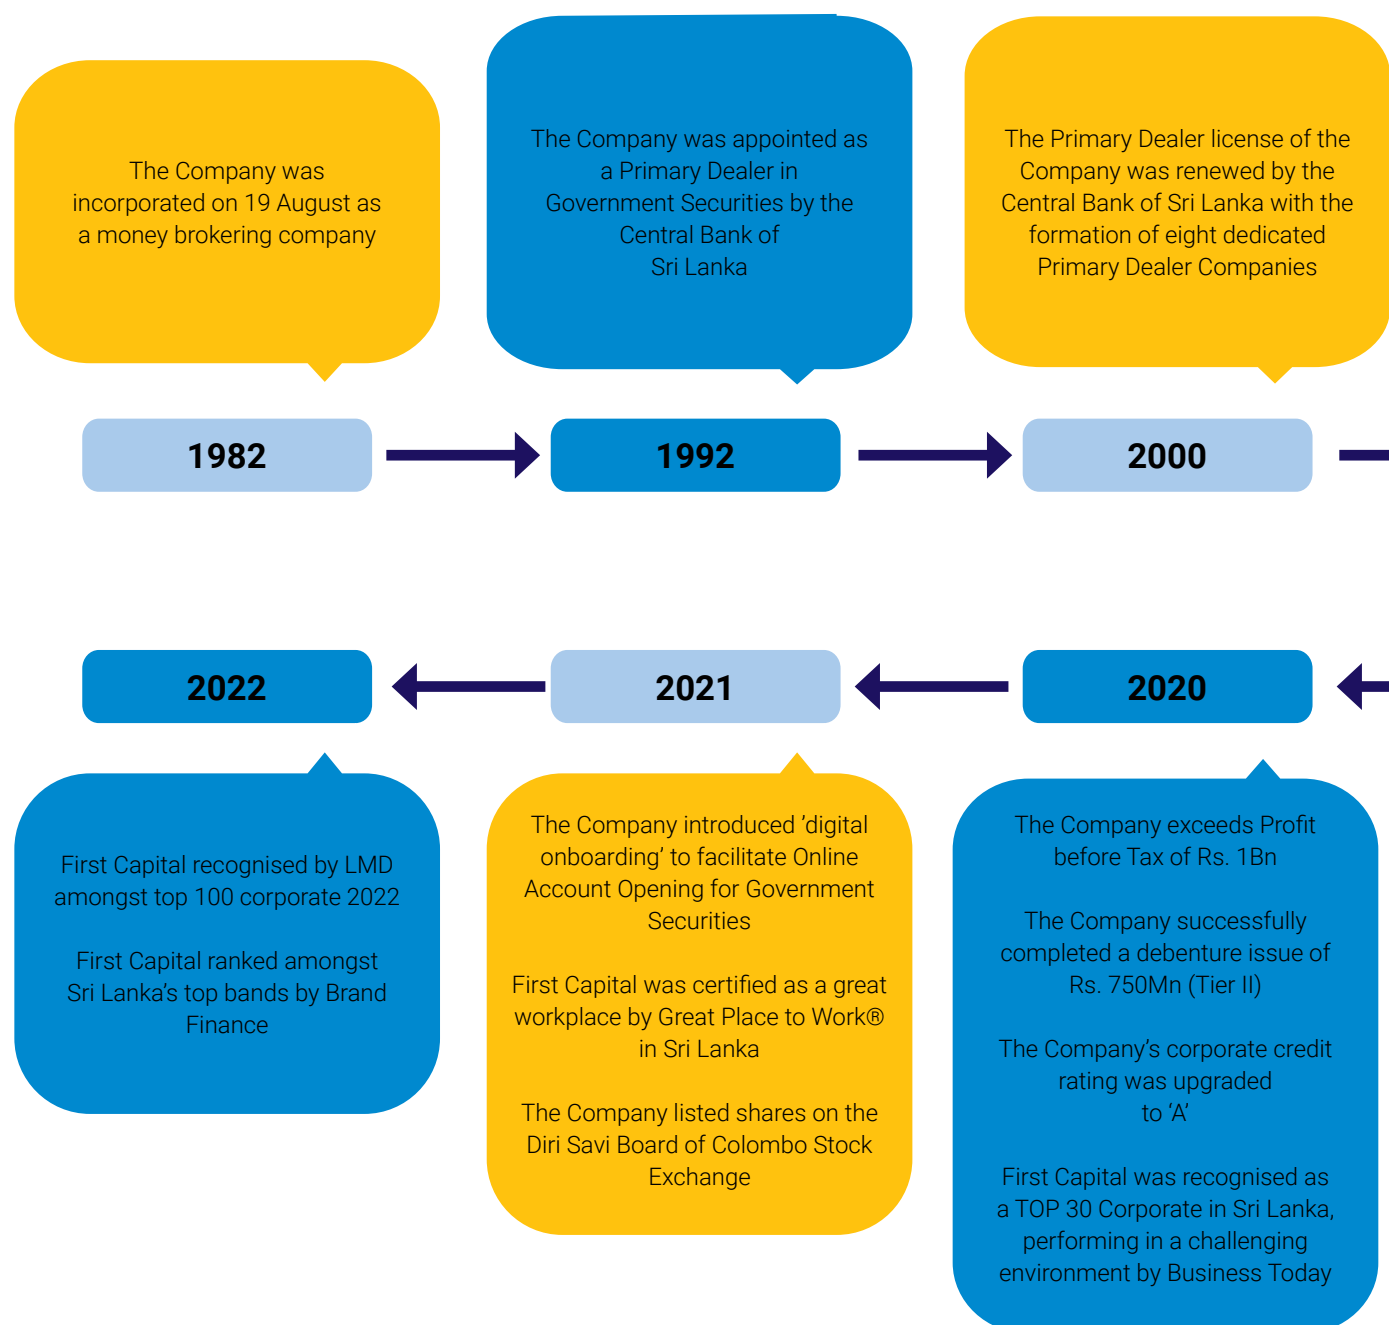 The Company was
incorporated on 19 August as
a money brokering company
The Company was appointed as
a Primary Dealer in
Government Securities by the
Central Bank of
Sri Lanka
The Primary Dealer license of the
Company was renewed by the
Central Bank of Sri Lanka with the
formation of eight dedicated
Primary Dealer Companies
1982
1992
2000
2022
2021
2020
First Capital recognised by LMD
amongst top 100 corporate 2022
First Capital ranked amongst
Sri Lanka's top bands by Brand
Finance
The Company introduced ’digital
onboarding’ to facilitate Online
Account Opening for Government
Securities
First Capital was certified as a great
workplace by Great Place to Work®
in Sri Lanka
The Company listed shares on the
Diri Savi Board of Colombo Stock
Exchange
The Company exceeds Profit
before Tax of Rs. 1Bn
The Company successfully
completed a debenture issue of
Rs. 750Mn (Tier II)
The Company’s corporate credit
rating was upgraded
to ‘A’
First Capital was recognised as
a TOP 30 Corporate in Sri Lanka,
performing in a challenging
environment by Business Today